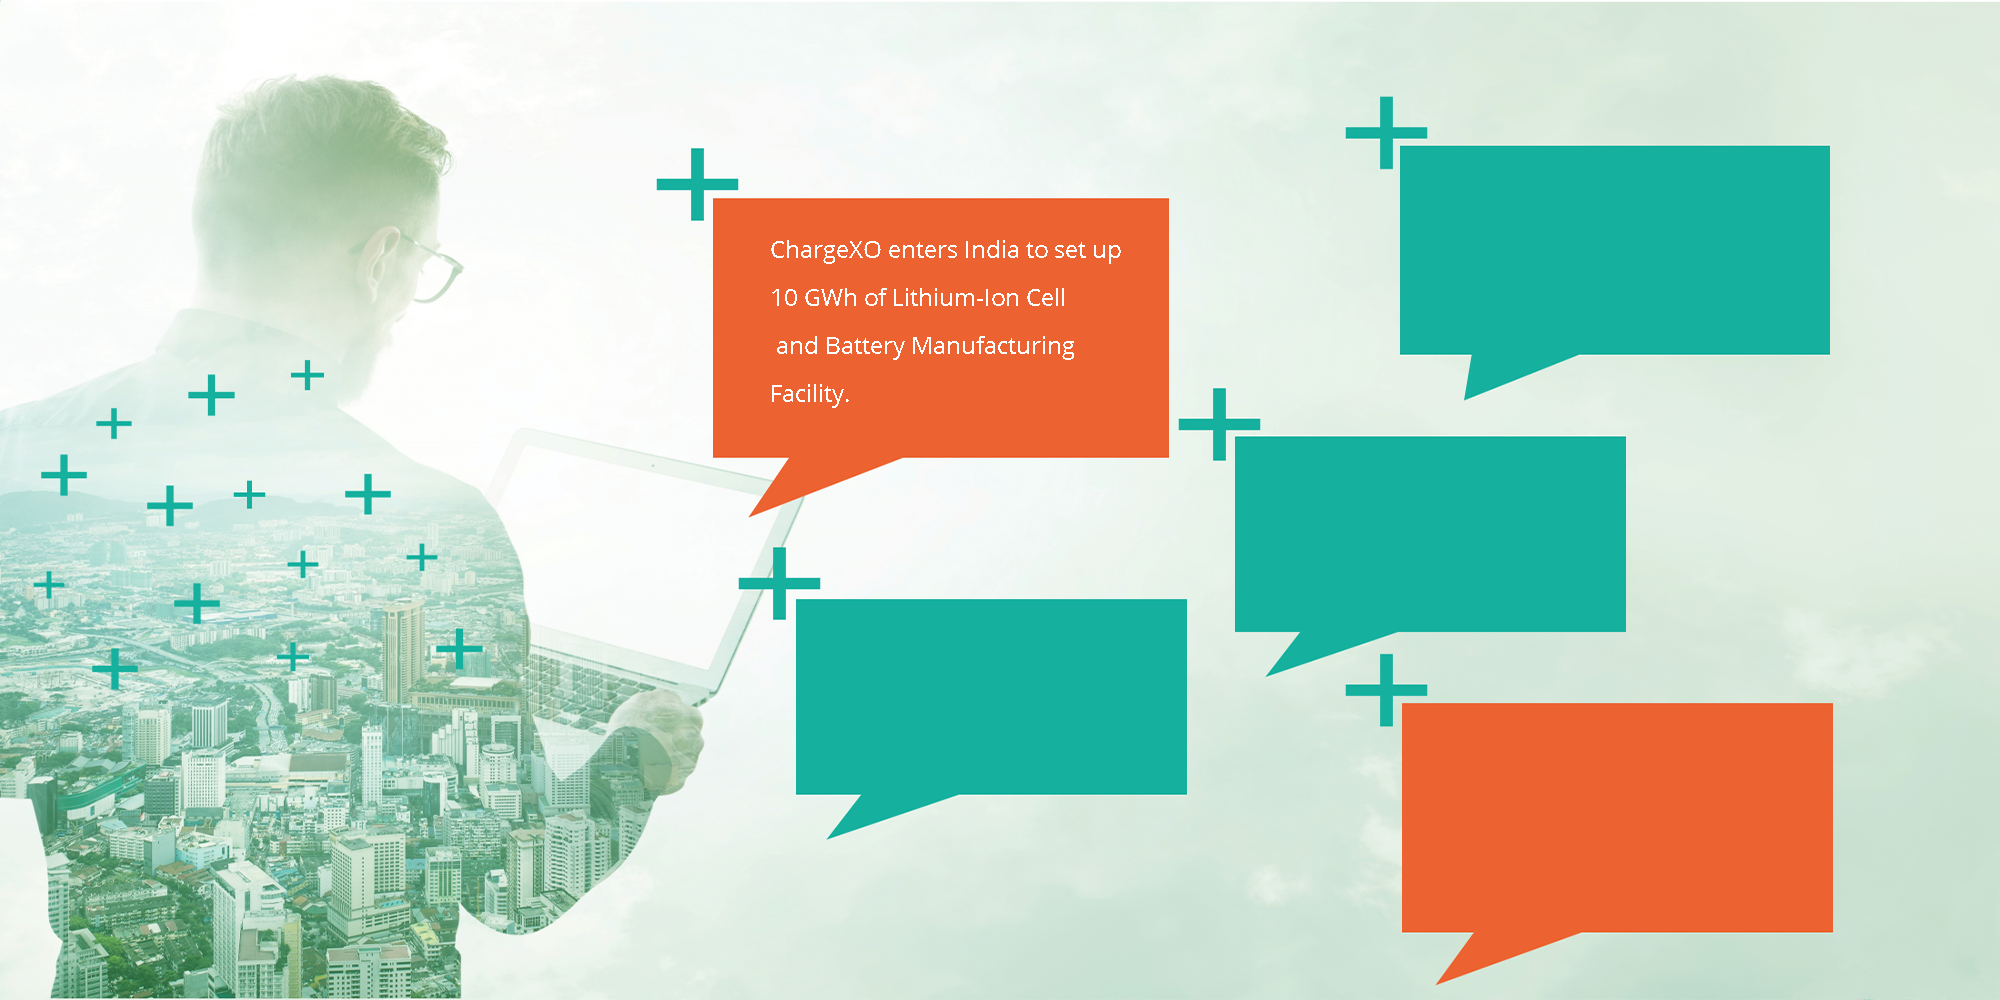 ChargeXO enters India to set up
10 GWh of Lithium-Ion Cell
and Battery Manufacturing
Facility.